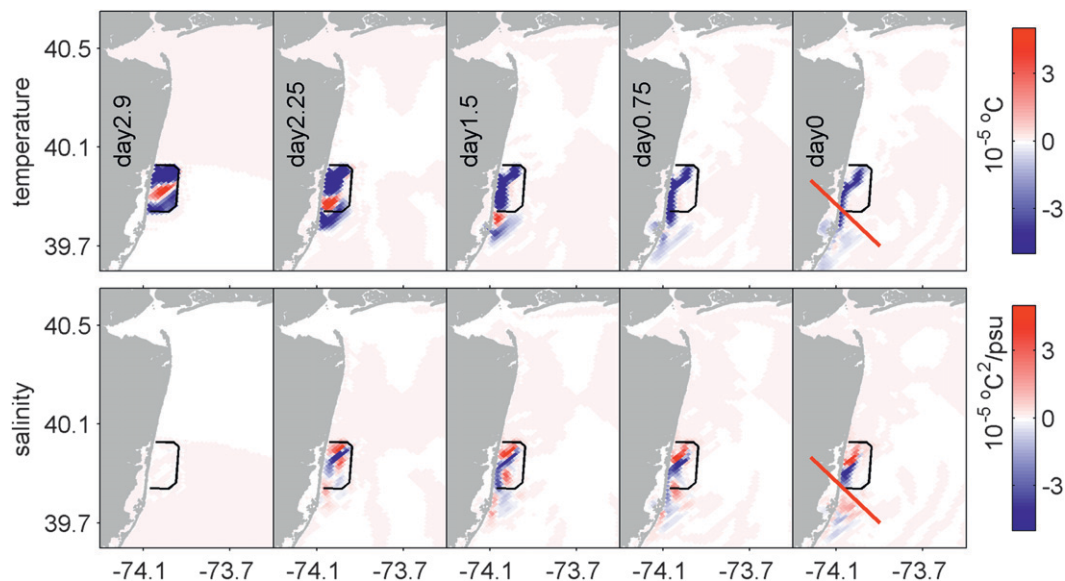 temperature
40.5
40.1
39.7
day2.9
day2.25
day1.5
day0.75
day0
3
0
-3
10-5 °C
salinity
40.5
40.1
39.7
3
0
-3
10-5 °C2/psu
-74.1 -73.7 -74.1 -73.7 -74.1 -73.7 -74.1 -73.7 -74.1 -73.7